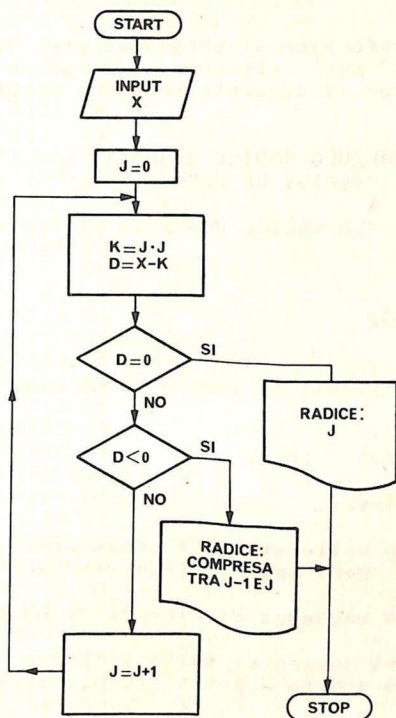 START
INPUT
X
J=0
K=J·J
D=X-K
D=0
SI
NO
RADICE:
J
D<0
SI
NO
RADICE:
COMPRESA
TRA J-1 E J
J=J+1
STOP